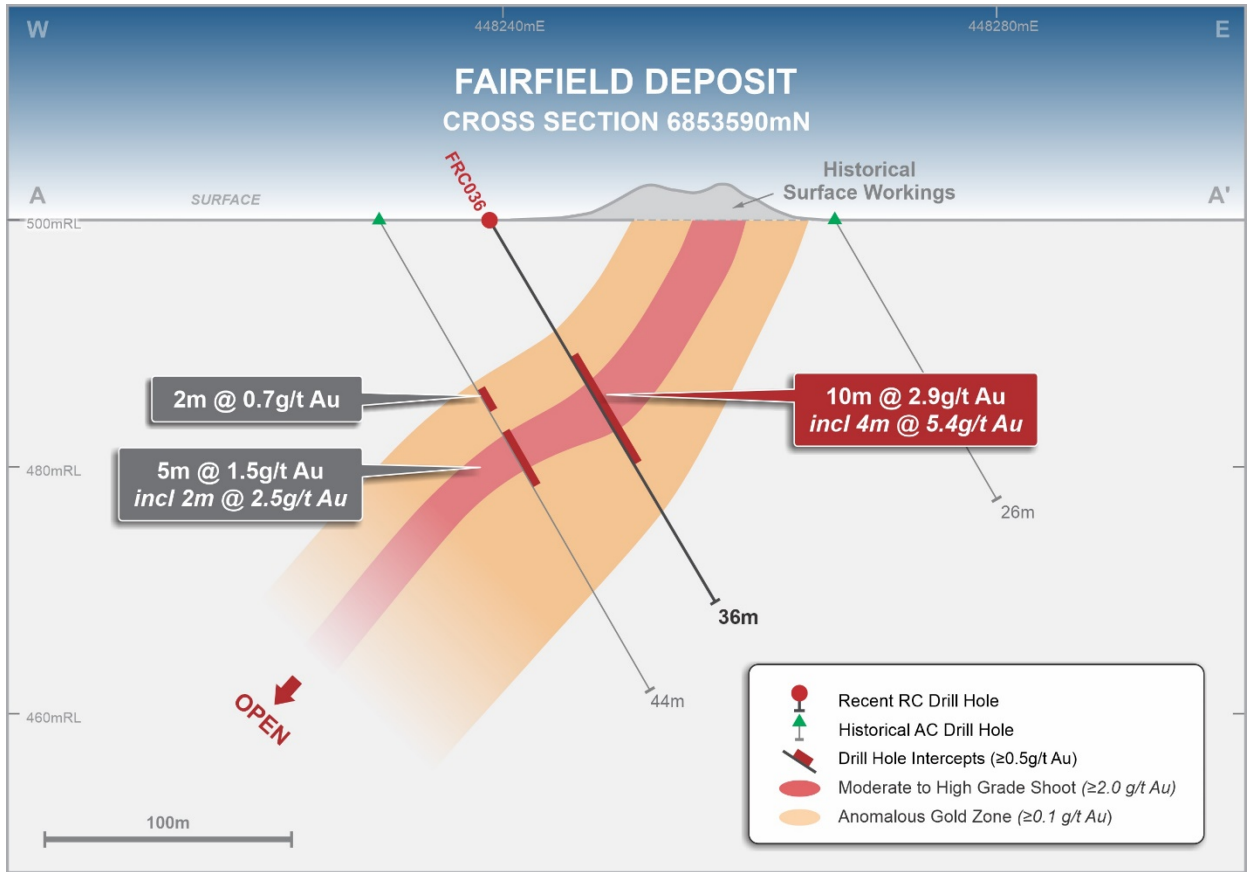 448240mE
448280mE
W
E
FAIRFIELD DEPOSIT
CROSS SECTION 6853590mN
FRC036
Historical
Surface Workings
A
SURFACE
A'
500mRL
2m @ 0.7g/t Au
10m @ 2.9g/t Au
incl 4m @ 5.4g/t Au
5m @ 1.5g/t Au
incl 2m @ 2.5g/t Au
480mRL
26m
36m
44m
OPEN
460mRL
Recent RC Drill Hole
Historical AC Drill Hole
Drill Hole Intercepts (≥0.5g/t Au)
Moderate to High Grade Shoot (≥2.0 g/t Au)
Anomalous Gold Zone (≥0.1 g/t Au)
100m